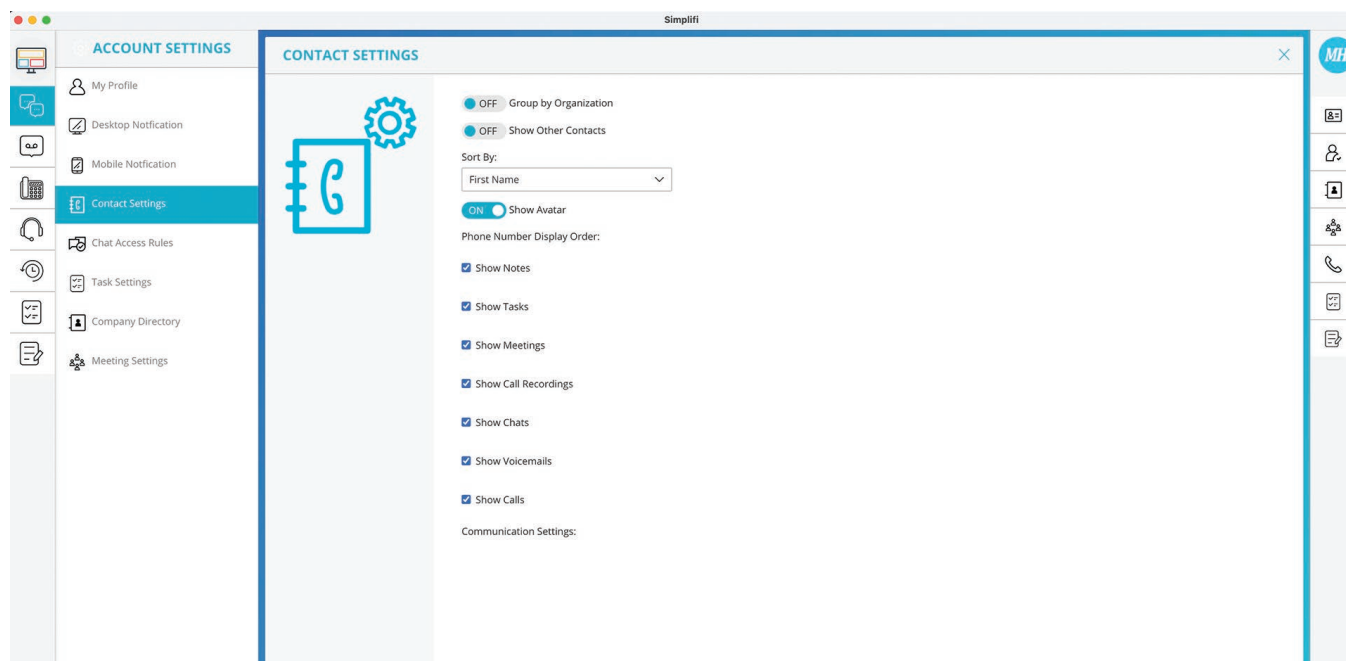 Simplifi
ACCOUNT SETTINGS
My Profile
Desktop Notfication
Mobile Notfication
Contact Settings
Chat Access Rules
Task Settings
Company Directory
Meeting Settings
CONTACT SETTINGS
OFF Group by Organization
OFF Show Other Contacts
Sort By:
First Name
ON Show Avatar
Phone Number Display Order:
Show Notes
Show Tasks
Show Meetings
Show Call Recordings
Show Chats
Show Voicemails
Show Calls
Communication Settings:
MH